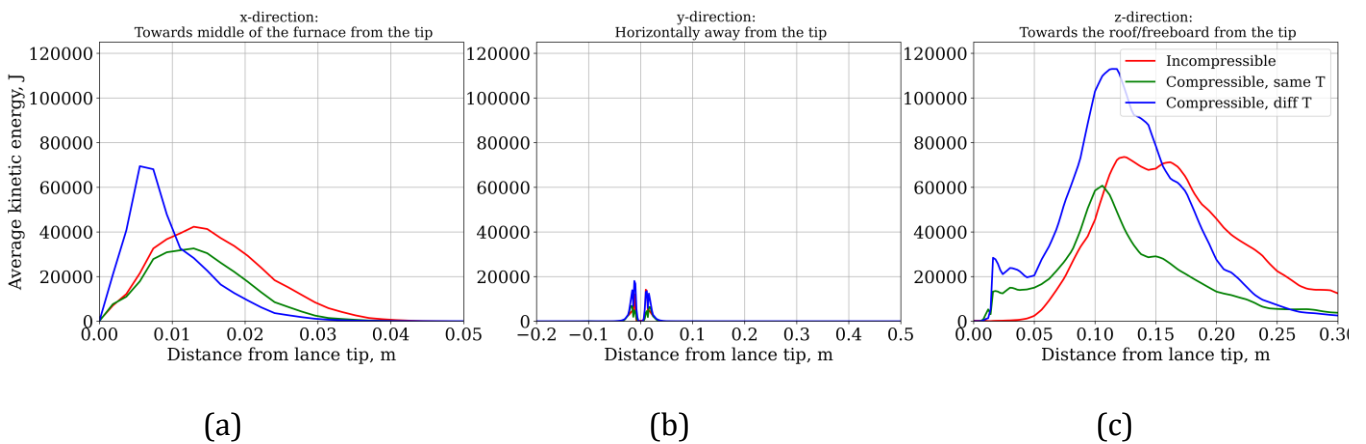 x-direction:
Towards middle of the furnace from the tip
y-direction:
Horizontally away from the tip
z-direction:
Towards the roof/freeboard from the tip
Average kinetic energy, J
120000
100000
80000
60000
40000
20000
0
0.00 0.01 0.02 0.03 0.04 0.05
Distance from lance tip, m
120000
100000
80000
60000
40000
20000
0
−0.2 −0.1 0.0 0.1 0.2 0.3 0.4 0.5
Distance from lance tip, m
120000
100000
80000
60000
40000
20000
0
0.00 0.05 0.10 0.15 0.20 0.25 0.30
Distance from lance tip, m
Incompressible
Compressible, same T
Compressible, diff T
(a) (b) (c)